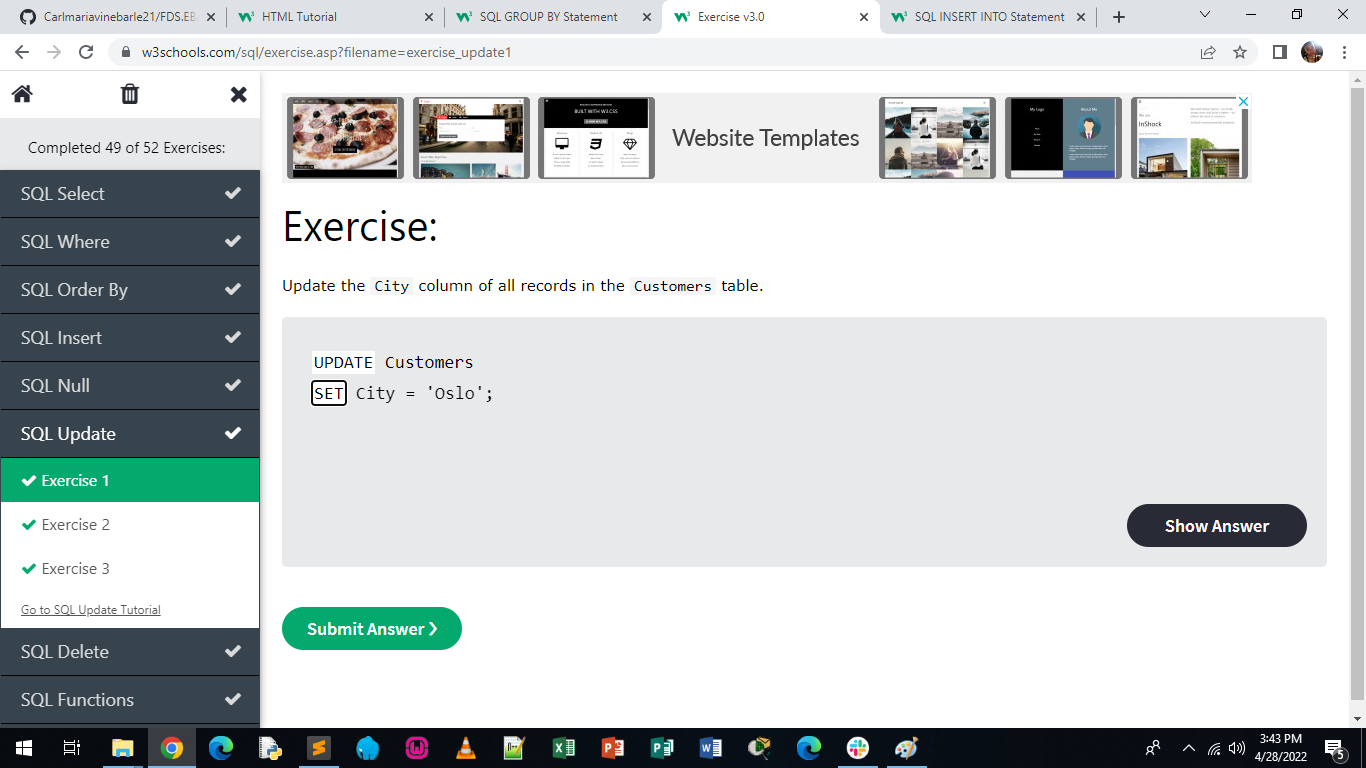 Carlmariavinebarle21/FDS.EB
HTML Tutorial
SQL GROUP BY Statement
Exercise v3.0
SQL INSERT INTO Statement
w3schools.com/sql/exercise.asp?filename=exercise_update1
Completed 49 of 52 Exercises:
SQL Select
SQL Where
SQL Order By
SQL Insert
SQL Null
SQL Update
Exercise 1
Exercise 2
Exercise 3
Go to SQL Update Tutorial
SQL Delete
SQL Functions
BUILT WITH W3.CSS
Website Templates
My Logo
About Me
InShock
Exercise:
Update the City column of all records in the Customers table.
UPDATE Customers
SET City = 'Oslo';
Show Answer
Submit Answer ❯
3:43 PM
4/28/2022
5